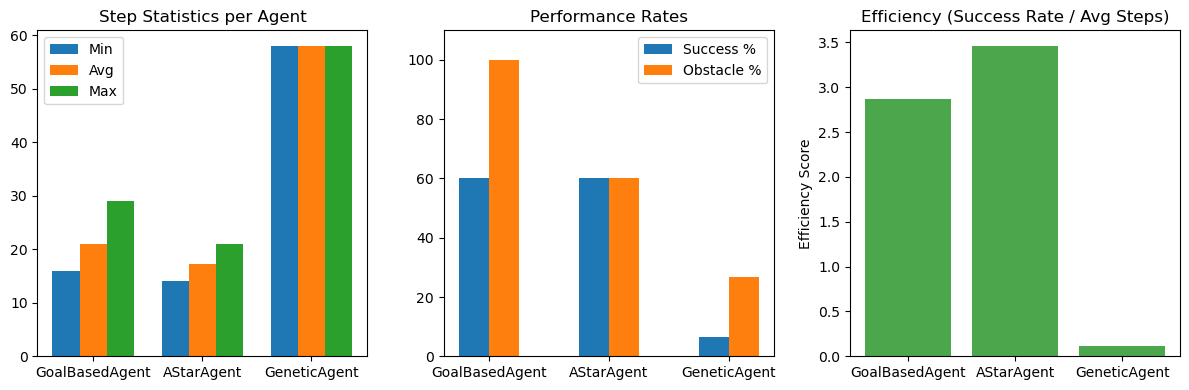 Step Statistics per Agent
Min
Avg
Max
60
50
40
30
20
10
0
GoalBasedAgent
AStarAgent
GeneticAgent
Performance Rates
Success %
Obstacle %
100
80
60
40
20
0
GoalBasedAgent
AStarAgent
GeneticAgent
Efficiency (Success Rate / Avg Steps)
Efficiency Score
3.5
3.0
2.5
2.0
1.5
1.0
0.5
0.0
GoalBasedAgent
AStarAgent
GeneticAgent